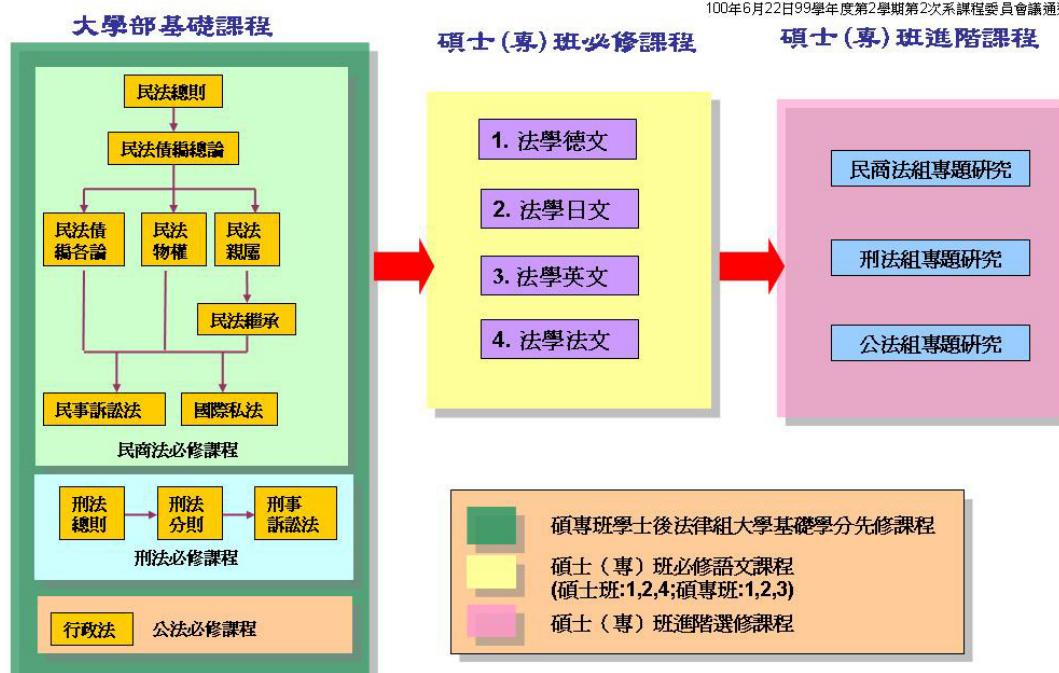 100年6月22日99學年度第2學期第2次系課程委員會議通
大學部基礎課程
民法總則
民法債編總論
民法債
編各論
民法
物權
民法
親屬
民法繼承
民事訴訟法
國際私法
民商法必修課程
刑法
總則
刑法
分則
刑事
訴訟法
刑法必修課程
行政法
公法必修課程
碩士(專)班必修課程
1. 法學德文
2. 法學日文
3. 法學英文
4. 法學法文
碩士(專)班進階課程
民商法組專題研究
刑法組專題研究
公法組專題研究
碩專班學士後法律組大學基礎學分先修課程
碩士（專）班必修語文課程
(碩士班:1,2,4;碩專班:1,2,3)
碩士（專）班進階選修課程